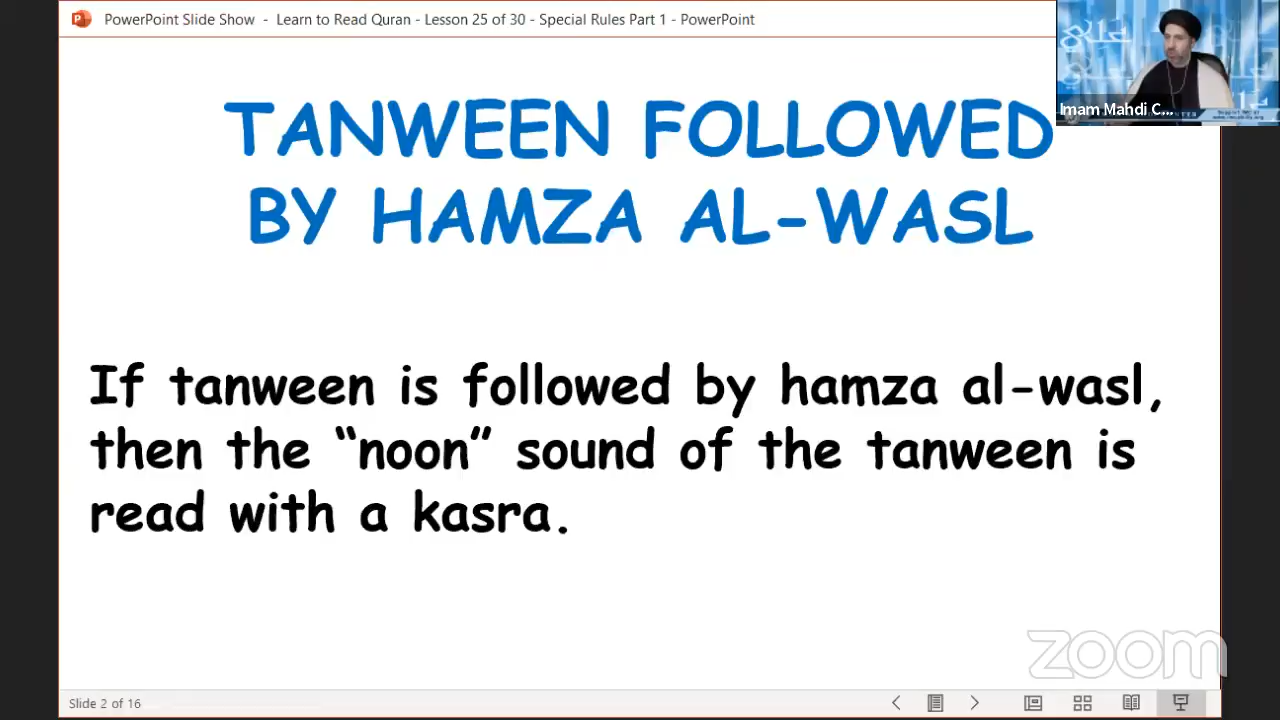 PowerPoint Slide Show - Learn to Read Quran - Lesson 25 of 30 - Special Rules Part 1 - PowerPoint
Imam Mahdi C...
TANWEEN FOLLOWED
BY HAMZA AL-WASL
If tanween is followed by hamza al-wasl,
then the “noon” sound of the tanween is
read with a kasra.
zoom
Slide 2 of 16